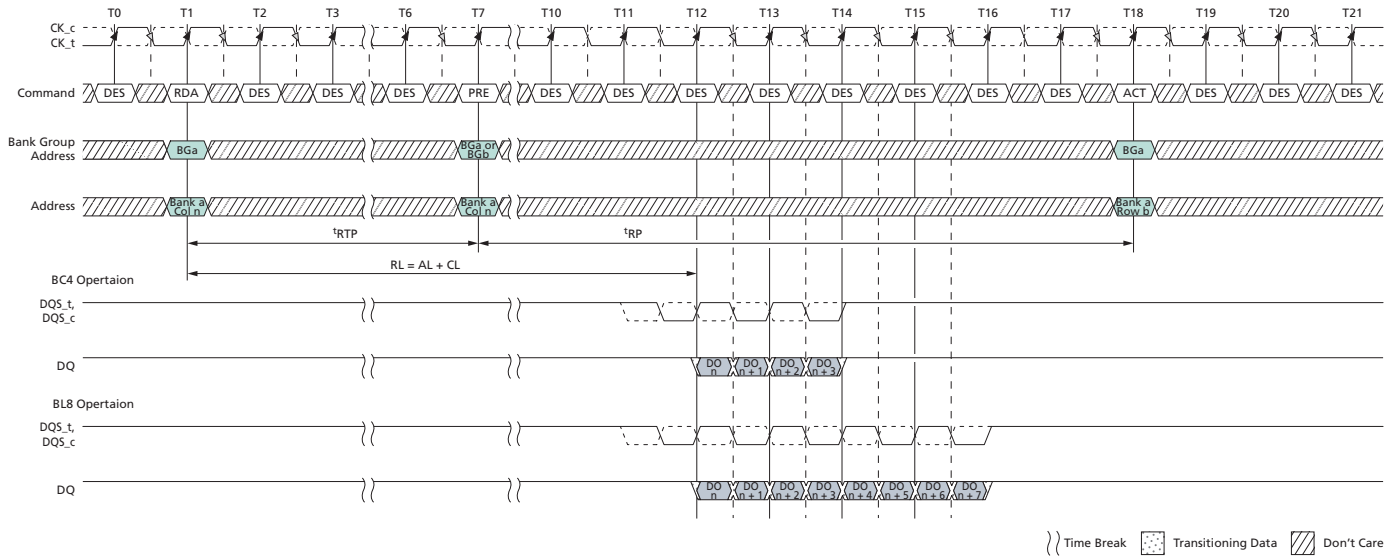 T0 T1 T2 T3 T6 T7 T10 T11 T12 T13 T14 T15 T16 T17 T18 T19 T20 T21
CK_c
CK_t
Command DES RDA DES DES DES PRE DES DES DES DES DES DES DES DES ACT DES DES DES
Bank Group
Address
BGa
BGa or
BGb
BGa
Address
Bank a
Col n
Bank a
Col n
Bank a
Row b
tRTP tRP
RL = AL + CL
BC4 Opertaion
DQS_t,
DQS_c
DQ
DO
n
DO
n + 1
DO
n + 2
DO
n + 3
BL8 Opertaion
DQS_t,
DQS_c
DQ
DO
n
DO
n + 1
DO
n + 2
DO
n + 3
DO
n + 4
DO
n + 5
DO
n + 6
DO
n + 7
Time Break Transitioning Data Don't Care